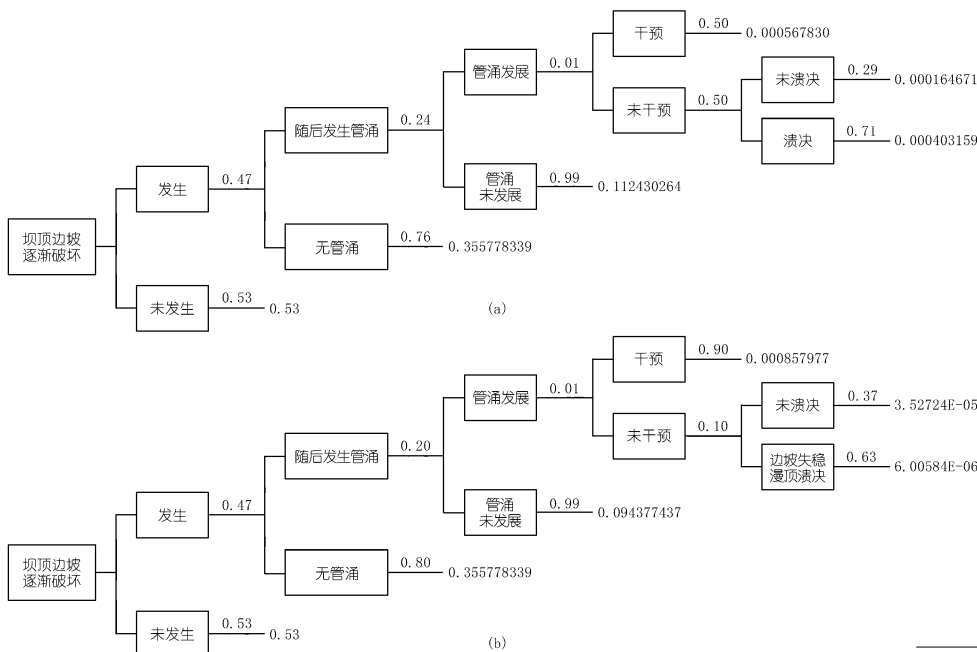 干预
0.50
0.000567830
管涌发展
0.01
未溃决
0.29
0.000164671
未干预
0.50
随后发生管涌
0.24
溃决
0.71
0.000403159
发生
0.47
管涌
未发展
0.99
0.112430264
坝顶边坡
逐渐破坏
无管涌
0.76
0.355778339
未发生
0.53
0.53
(a)
干预
0.90
0.000857977
管涌发展
0.01
未溃决
0.37
3.52724E-05
未干预
0.10
随后发生管涌
0.20
边坡失稳
漫顶溃决
0.63
6.00584E-06
发生
0.47
管涌
未发展
0.99
0.094377437
坝顶边坡
逐渐破坏
无管涌
0.80
0.355778339
未发生
0.53
0.53
(b)